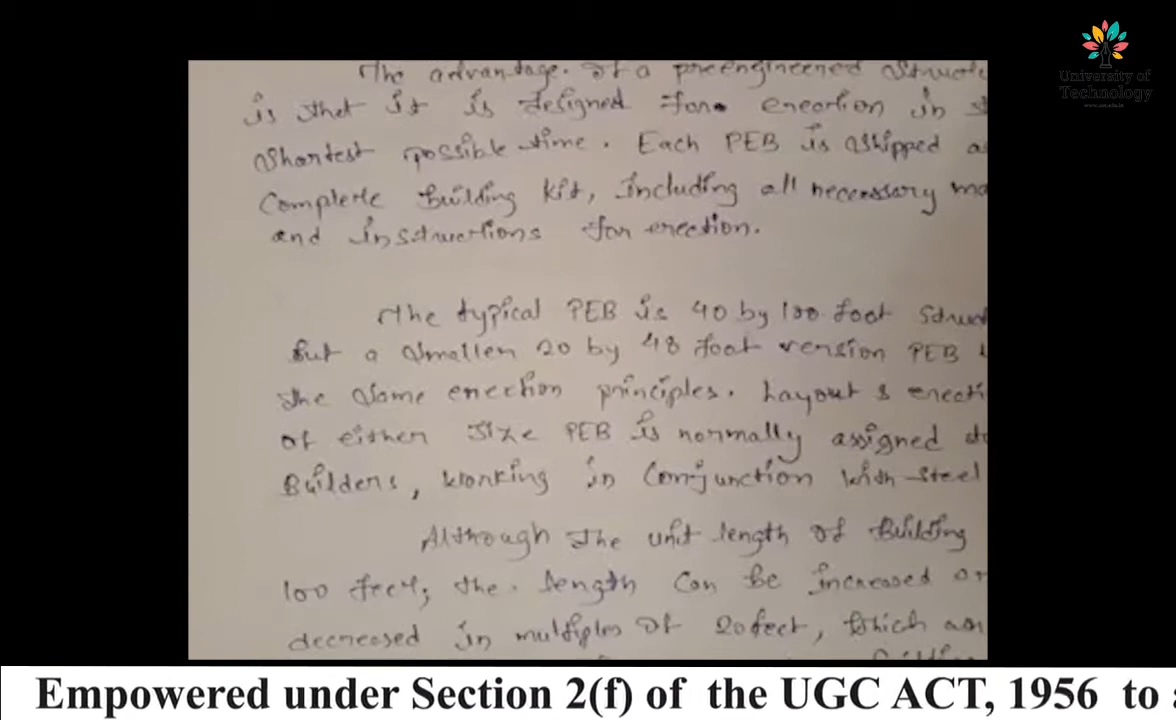 University of
Technology
The advantage of a preengineered
is that it is designed for erection in
shortest possible time. Each PEB is shipped
Complete Building kit, including all necessary
and instructions for erection.
The typical PEB is 40 by 100 foot
But a smaller 20 by 48 foot version PEB
the same erection principles. Layout &
of either size PEB is normally assigned
Builders, working in conjunction with steel
Although the unit length of Building
100 feet, the length can be increased or
decreased in multiples of 20 feet, which
Empowered under Section 2(f) of the UGC ACT, 1956 to